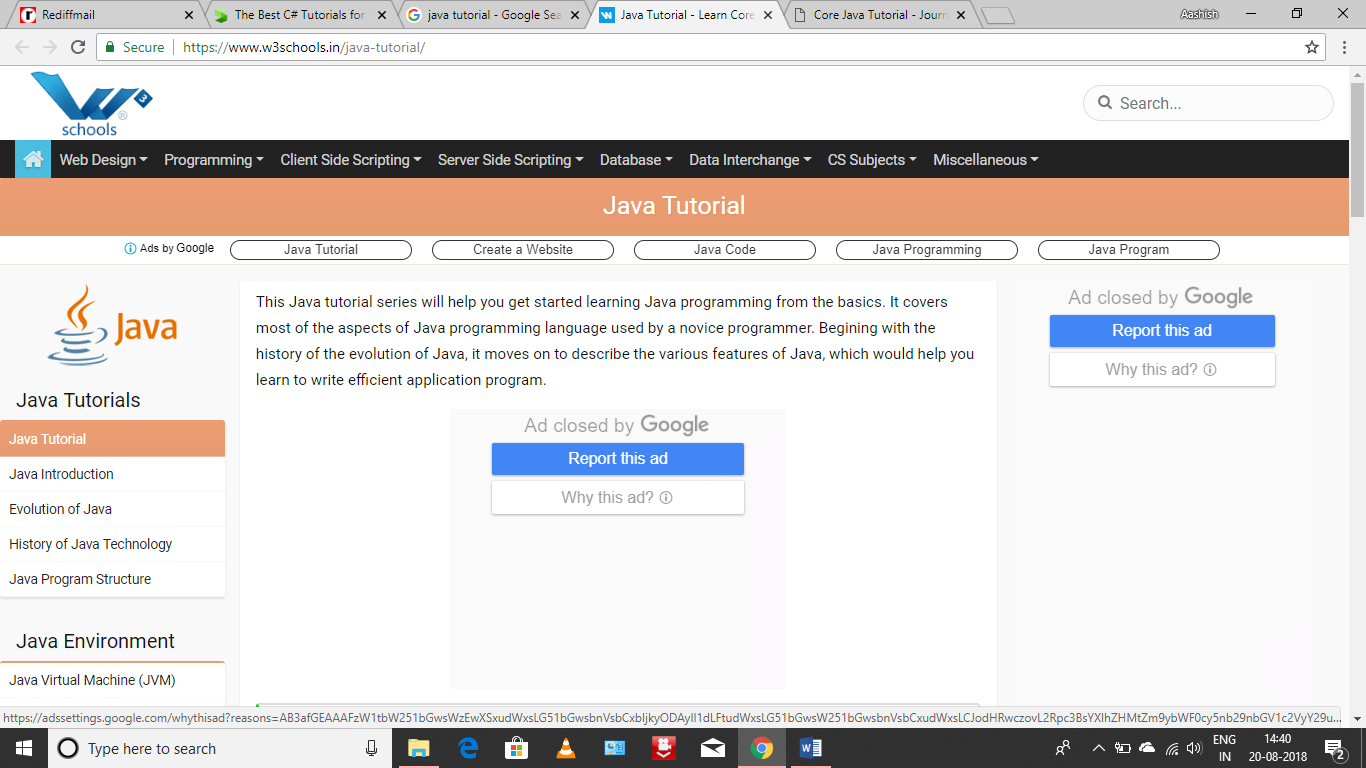 Rediffmail
The Best C# Tutorials for
java tutorial - Google Sea
Java Tutorial - Learn Core
Core Java Tutorial - Journ
Aashish
Secure
https://www.w3schools.in/java-tutorial/
W3
®
schools
Search...
Web Design Programming Client Side Scripting Server Side Scripting Database Data Interchange CS Subjects Miscellaneous
Java Tutorial
Ads by Google
Java Tutorial
Create a Website
Java Code
Java Programming
Java Program
Java
Java Tutorials
Java Tutorial
Java Introduction
Evolution of Java
History of Java Technology
Java Program Structure
Java Environment
Java Virtual Machine (JVM)
This Java tutorial series will help you get started learning Java programming from the basics. It covers
most of the aspects of Java programming language used by a novice programmer. Begining with the
history of the evolution of Java, it moves on to describe the various features of Java, which would help you
learn to write efficient application program.
Ad closed by Google
Report this ad
Why this ad?
Ad closed by Google
Report this ad
Why this ad?
Type here to search
ENG
IN
14:40
20-08-2018
2